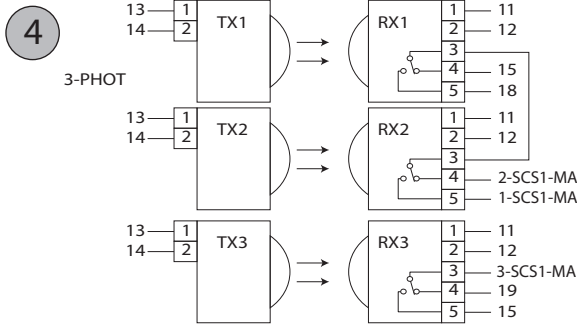 4
3-PHOT
13 1 TX1 RX1 1 11
14 2 2 12
3
4 15
5 18
13 1 TX2 RX2 1 11
14 2 2 12
3
4 2-SCS1-MA
5 1-SCS1-MA
13 1 TX3 RX3 1 11
14 2 2 12
3 3-SCS1-MA
4 19
5 15